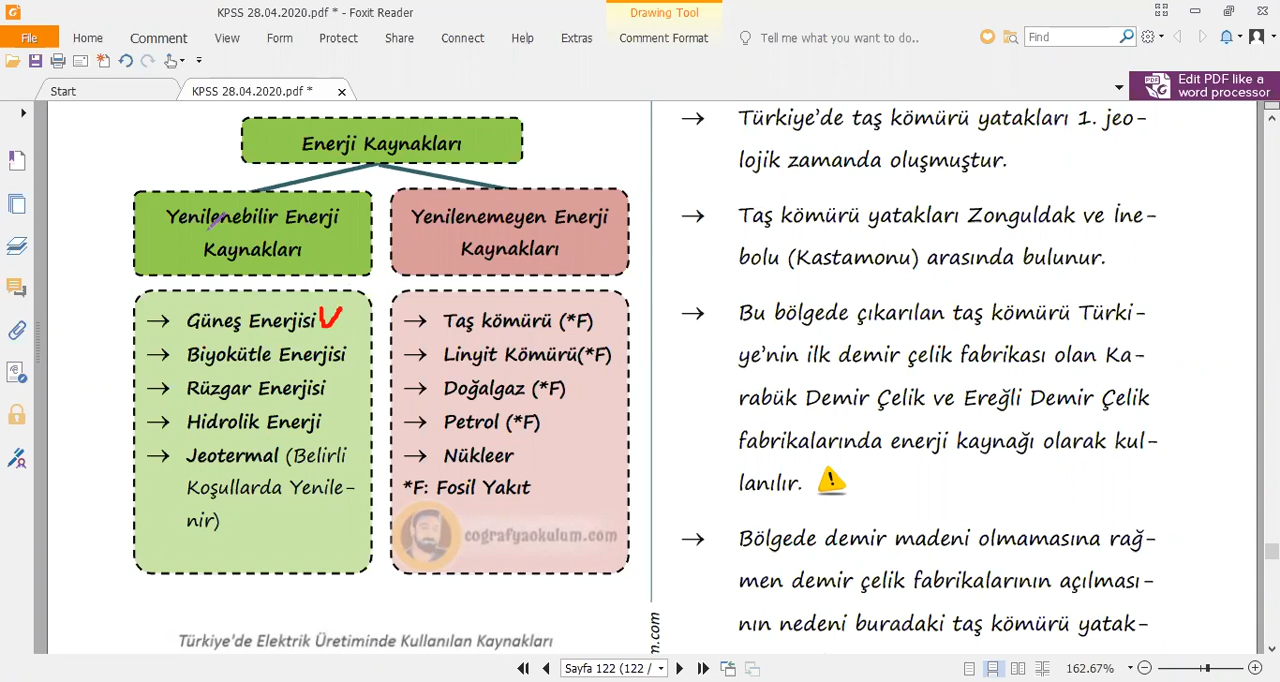 KPSS 28.04.2020.pdf * - Foxit Reader
Drawing Tool
File
Home
Comment
View
Form
Protect
Share
Connect
Help
Extras
Comment Format
Tell me what you want to do..
Find
Start
KPSS 28.04.2020.pdf *
Edit PDF like a
word processor
Enerji Kaynakları
Yenilenebilir Enerji
Kaynakları
→ Güneş Enerjisi
→ Biyokütle Enerjisi
→ Rüzgar Enerjisi
→ Hidrolik Enerji
→ Jeotermal (Belirli
Koşullarda Yenile-
nir)
Yenilenemeyen Enerji
Kaynakları
→ Taş kömürü (*F)
→ Linyit Kömürü(*F)
→ Doğalgaz (*F)
→ Petrol (*F)
→ Nükleer
*F: Fosil Yakıt
cografyaokulum.com
Türkiye'de Elektrik Üretiminde Kullanılan Kaynakları
m.com
→ Türkiye'de taş kömürü yatakları 1. jeo-
lojik zamanda oluşmuştur.
→ Taş kömürü yatakları Zonguldak ve İne-
bolu (Kastamonu) arasında bulunur.
→ Bu bölgede çıkarılan taş kömürü Türki-
ye'nin ilk demir çelik fabrikası olan Ka-
rabük Demir Çelik ve Ereğli Demir Çelik
fabrikalarında enerji kaynağı olarak kul-
lanılır.
→ Bölgede demir madeni olmamasına rağ-
men demir çelik fabrikalarının açılması-
nın nedeni buradaki taş kömürü yatak-
Sayfa 122 (122 /
162.67%